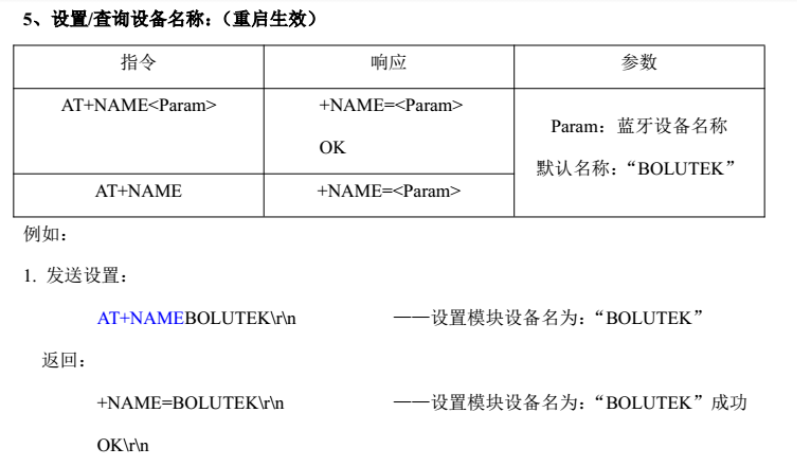 5、设置/查询设备名称：（重启生效）
指令 响应 参数
AT+NAME<Param> +NAME=<Param>
OK
Param：蓝牙设备名称
默认名称：“BOLUTEK”
AT+NAME +NAME=<Param>
例如：
1. 发送设置：
AT+NAMEBOLUTEK\r\n ——设置模块设备名为：“BOLUTEK”
返回：
+NAME=BOLUTEK\r\n ——设置模块设备名为：“BOLUTEK”成功
OK\r\n